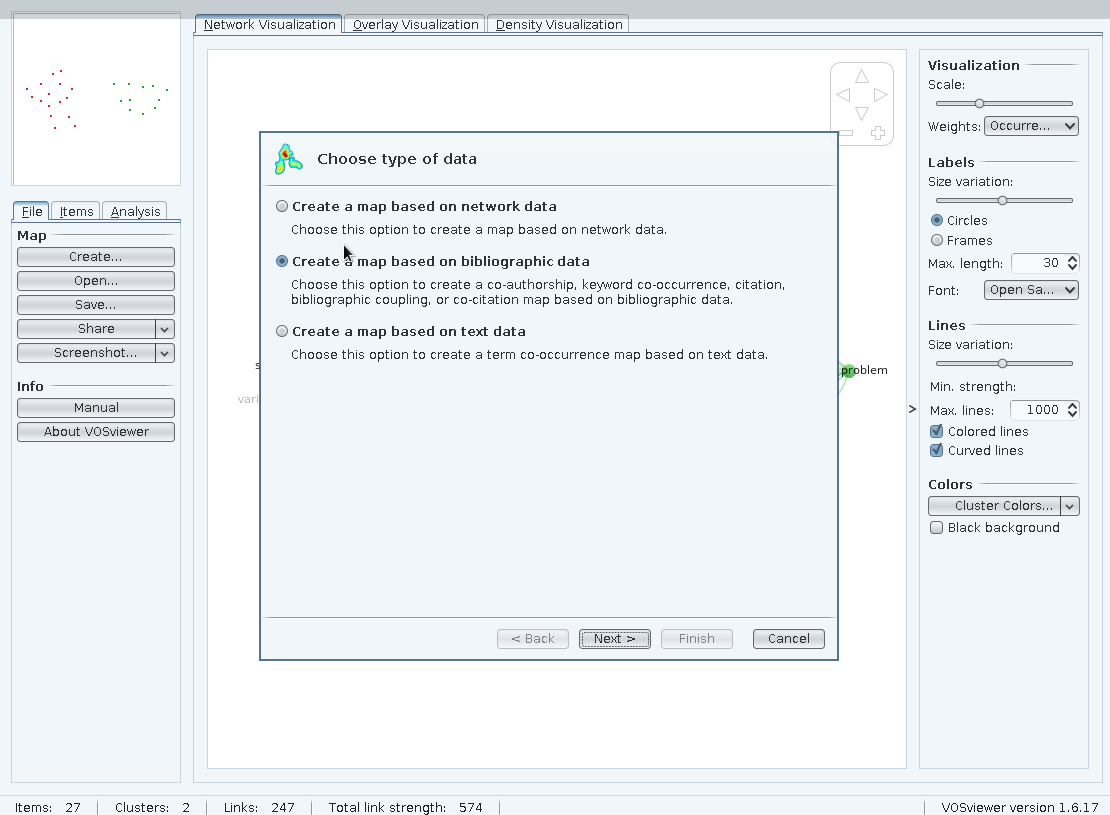 Network Visualization
Overlay Visualization
Density Visualization
File
Items
Analysis
Map
Create...
Open...
Save...
Share
Screenshot...
Info
Manual
About VOSviewer
Choose type of data
Create a map based on network data
Choose this option to create a map based on network data.
Create a map based on bibliographic data
Choose this option to create a co-authorship, keyword co-occurrence, citation,
bibliographic coupling, or co-citation map based on bibliographic data.
Create a map based on text data
Choose this option to create a term co-occurrence map based on text data.
< Back
Next >
Finish
Cancel
s
vari
problem
>
Visualization
Scale:
Weights: Occurre...
Labels
Size variation:
Circles
Frames
Max. length: 30
Font: Open Sa...
Lines
Size variation:
Min. strength:
Max. lines: 1000
Colored lines
Curved lines
Colors
Cluster Colors...
Black background
Items: 27
Clusters: 2
Links: 247
Total link strength: 574
VOSviewer version 1.6.17